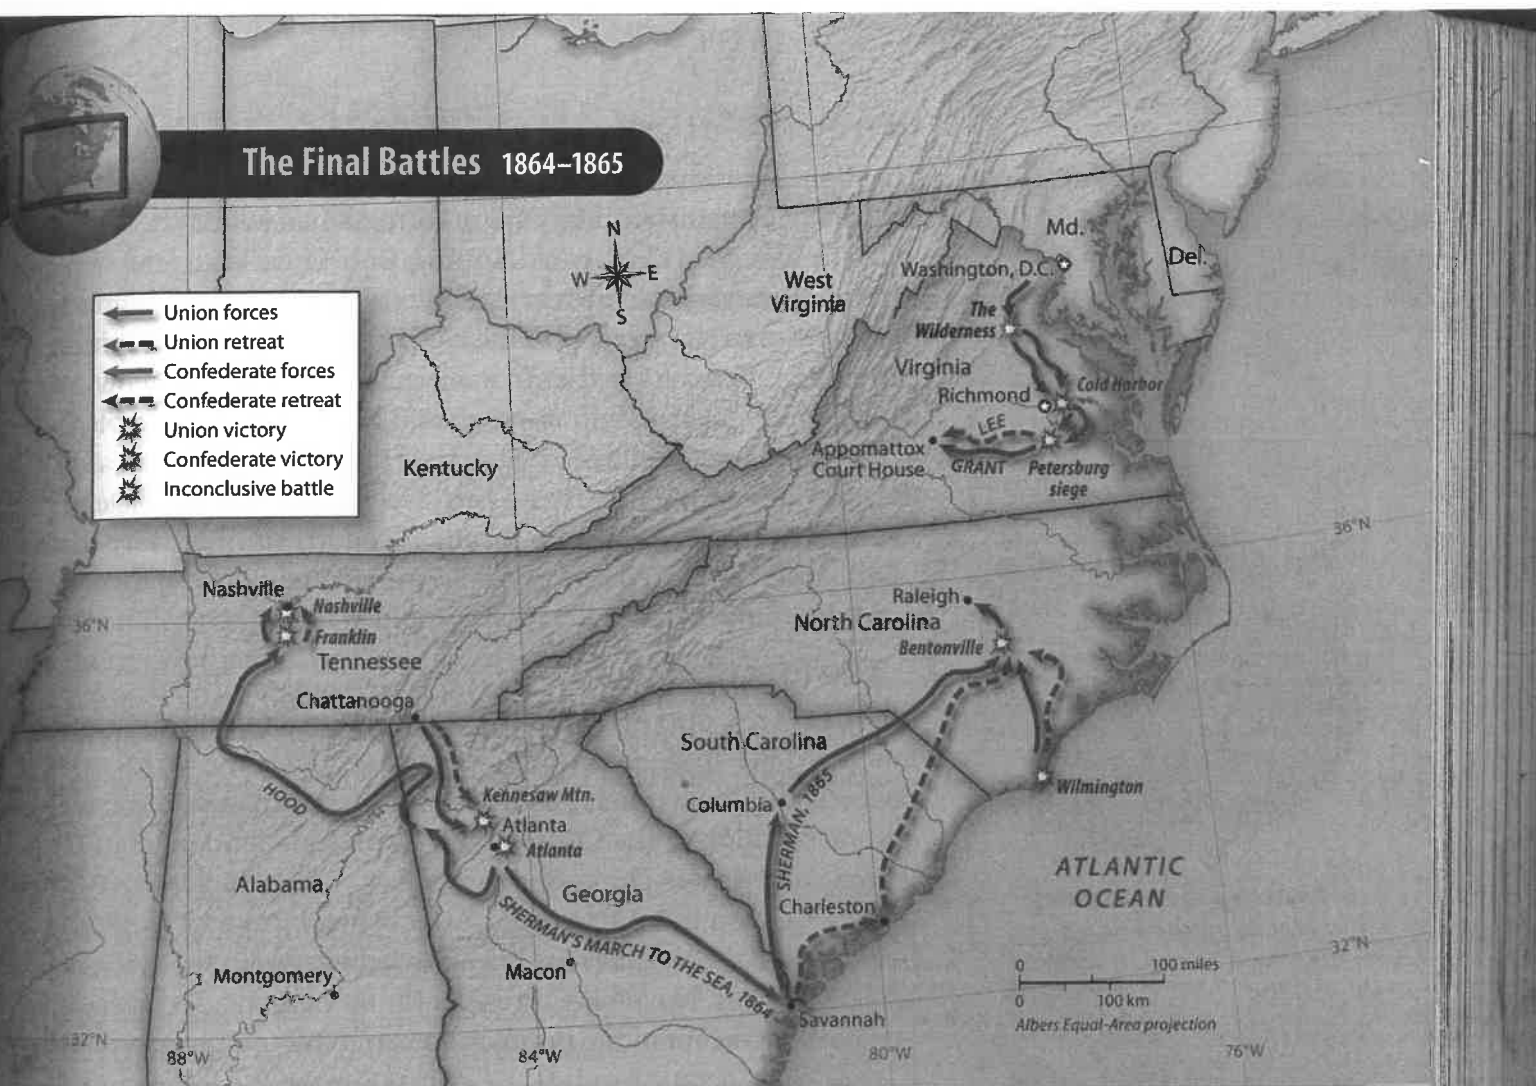 The Final Battles 1864–1865
N
W E
S
Union forces
Union retreat
Confederate forces
Confederate retreat
Union victory
Confederate victory
Inconclusive battle
Md.
Del.
Washington, D.C.
West
Virginia
The
Wilderness
Virginia
Cold Harbor
Richmond
LEE
Appomattox
Court House
GRANT
Petersburg
siege
Kentucky
36°N
Nashville
Nashville
36°N
Franklin
Tennessee
Chattanooga
Raleigh
North Carolina
Bentonville
South Carolina
HOOD
Kennesaw Mtn.
Columbia
SHERMAN, 1865
Wilmington
Atlanta
Atlanta
Alabama
Georgia
SHERMAN'S MARCH TO THE SEA, 1864
Charleston
ATLANTIC
OCEAN
Montgomery
Macon
Savannah
32°N
0 100 miles
0 100 km
Albers Equal-Area projection
32°N
88°W
84°W
80°W
76°W